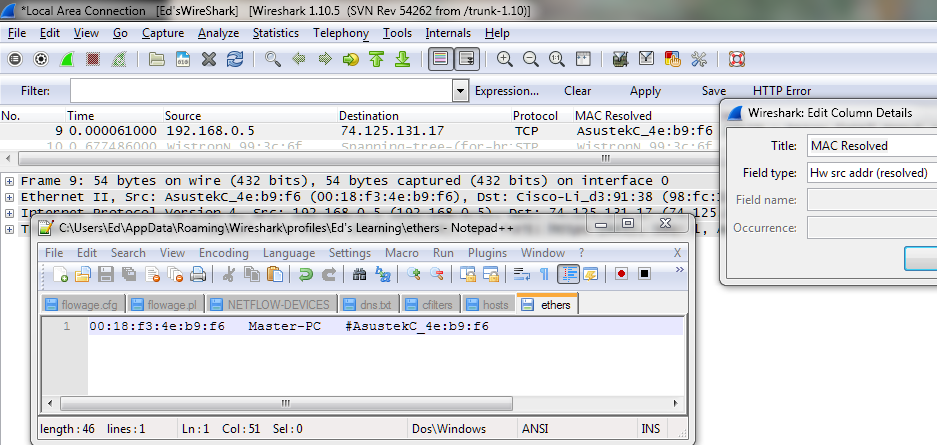 *Local Area Connection [Ed'sWireShark] [Wireshark 1.10.5 (SVN Rev 54262 from /trunk-1.10)]
File Edit View Go Capture Analyze Statistics Telephony Tools Internals Help
Filter: Expression... Clear Apply Save HTTP Error
No. Time Source Destination Protocol MAC Resolved
9 0.000061000 192.168.0.5 74.125.131.17 TCP AsustekC_4e:b9:f6
10 0.677486000 WistronN_99:3c:6f Spanning-tree-(for-br STP WistronN_99:3c:6f
Wireshark: Edit Column Details
Title: MAC Resolved
Field type: Hw src addr (resolved)
Field name:
Occurrence:
Frame 9: 54 bytes on wire (432 bits), 54 bytes captured (432 bits) on interface 0
Ethernet II, Src: AsustekC_4e:b9:f6 (00:18:f3:4e:b9:f6), Dst: Cisco-Li_d3:91:38 (98:fc:
Internet Protocol Version 4, Src: 192.168.0.5 (192.168.0.5), Dst: 74.125.131.17 (74.125
C:\Users\Ed\AppData\Roaming\Wireshark\profiles\Ed's Learning\ethers - Notepad++
File Edit Search View Encoding Language Settings Macro Run Plugins Window ? X
flowage.cfg flowage.pl NETFLOW-DEVICES dns.txt cfilters hosts ethers
1 00:18:f3:4e:b9:f6 Master-PC #AsustekC_4e:b9:f6
length : 46 lines : 1 Ln : 1 Col : 51 Sel : 0 Dos\Windows ANSI INS